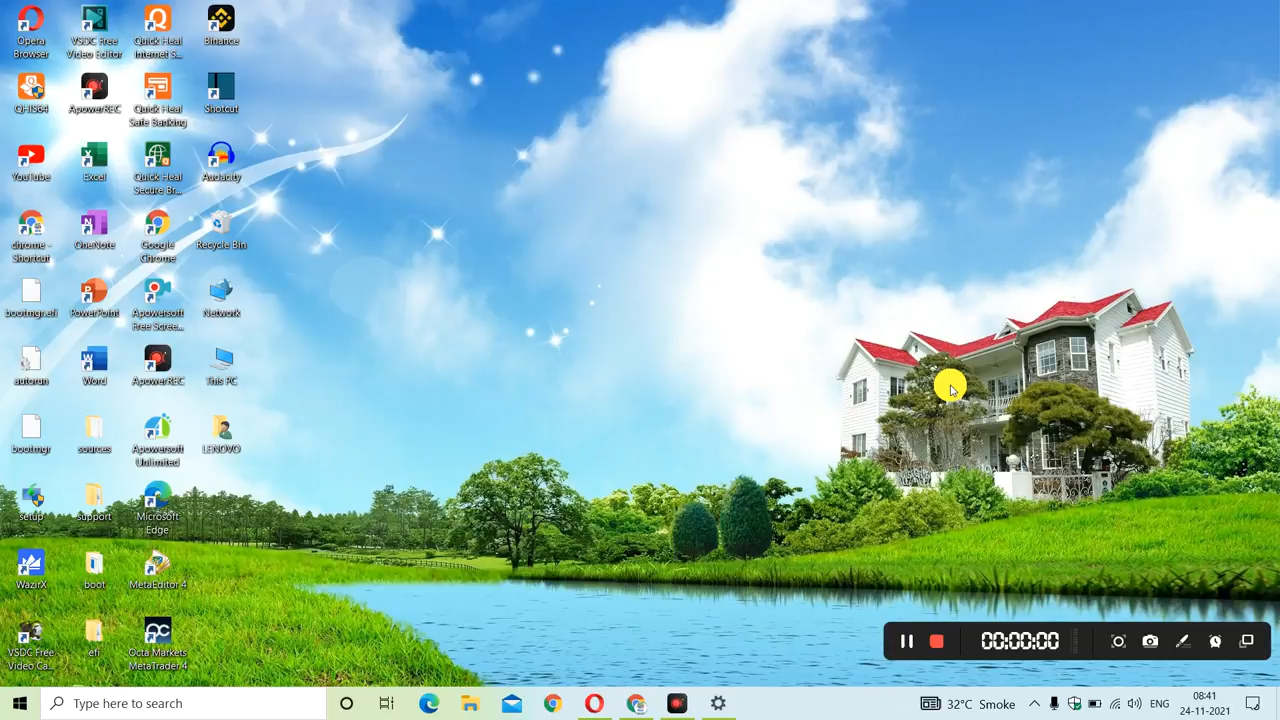 Opera
Browser
VSDC Free
Video Editor
Quick Heal
Internet S...
Binance
QHIS64
ApowerREC
Quick Heal
Safe Banking
Shotcut
YouTube
Excel
Quick Heal
Secure Br...
Audacity
chrome -
Shortcut
OneNote
Google
Chrome
Recycle Bin
bootmgr.efi
PowerPoint
Apowersoft
Free Scree...
Network
autorun
Word
ApowerREC
This PC
bootmgr
sources
Apowersoft
Unlimited
LENOVO
setup
support
Microsoft
Edge
WazirX
boot
MetaEditor 4
VSDC Free
Video Ca...
efi
Octa Markets
MetaTrader 4
00:00:00
Type here to search
32°C Smoke
ENG
08:41
24-11-2021